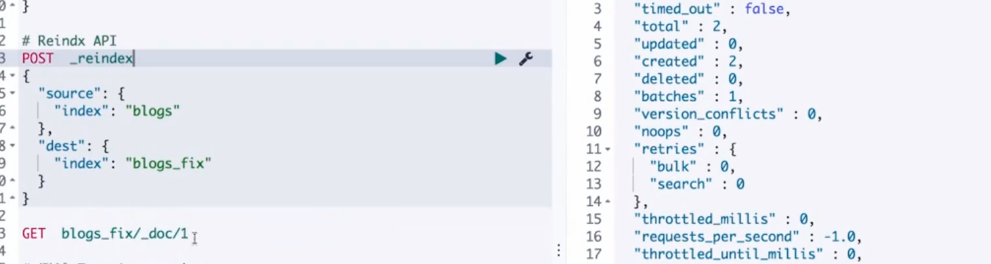 0 }
1
2 # Reindx API
3 POST _reindex
4 {
5 "source": {
6 "index": "blogs"
7 },
8 "dest": {
9 "index": "blogs_fix"
0 }
1 }
2
3 GET blogs_fix/_doc/1
4
3 "timed_out" : false,
4 "total" : 2,
5 "updated" : 0,
6 "created" : 2,
7 "deleted" : 0,
8 "batches" : 1,
9 "version_conflicts" : 0,
10 "noops" : 0,
11 "retries" : {
12 "bulk" : 0,
13 "search" : 0
14 },
15 "throttled_millis" : 0,
16 "requests_per_second" : -1.0,
17 "throttled_until_millis" : 0,